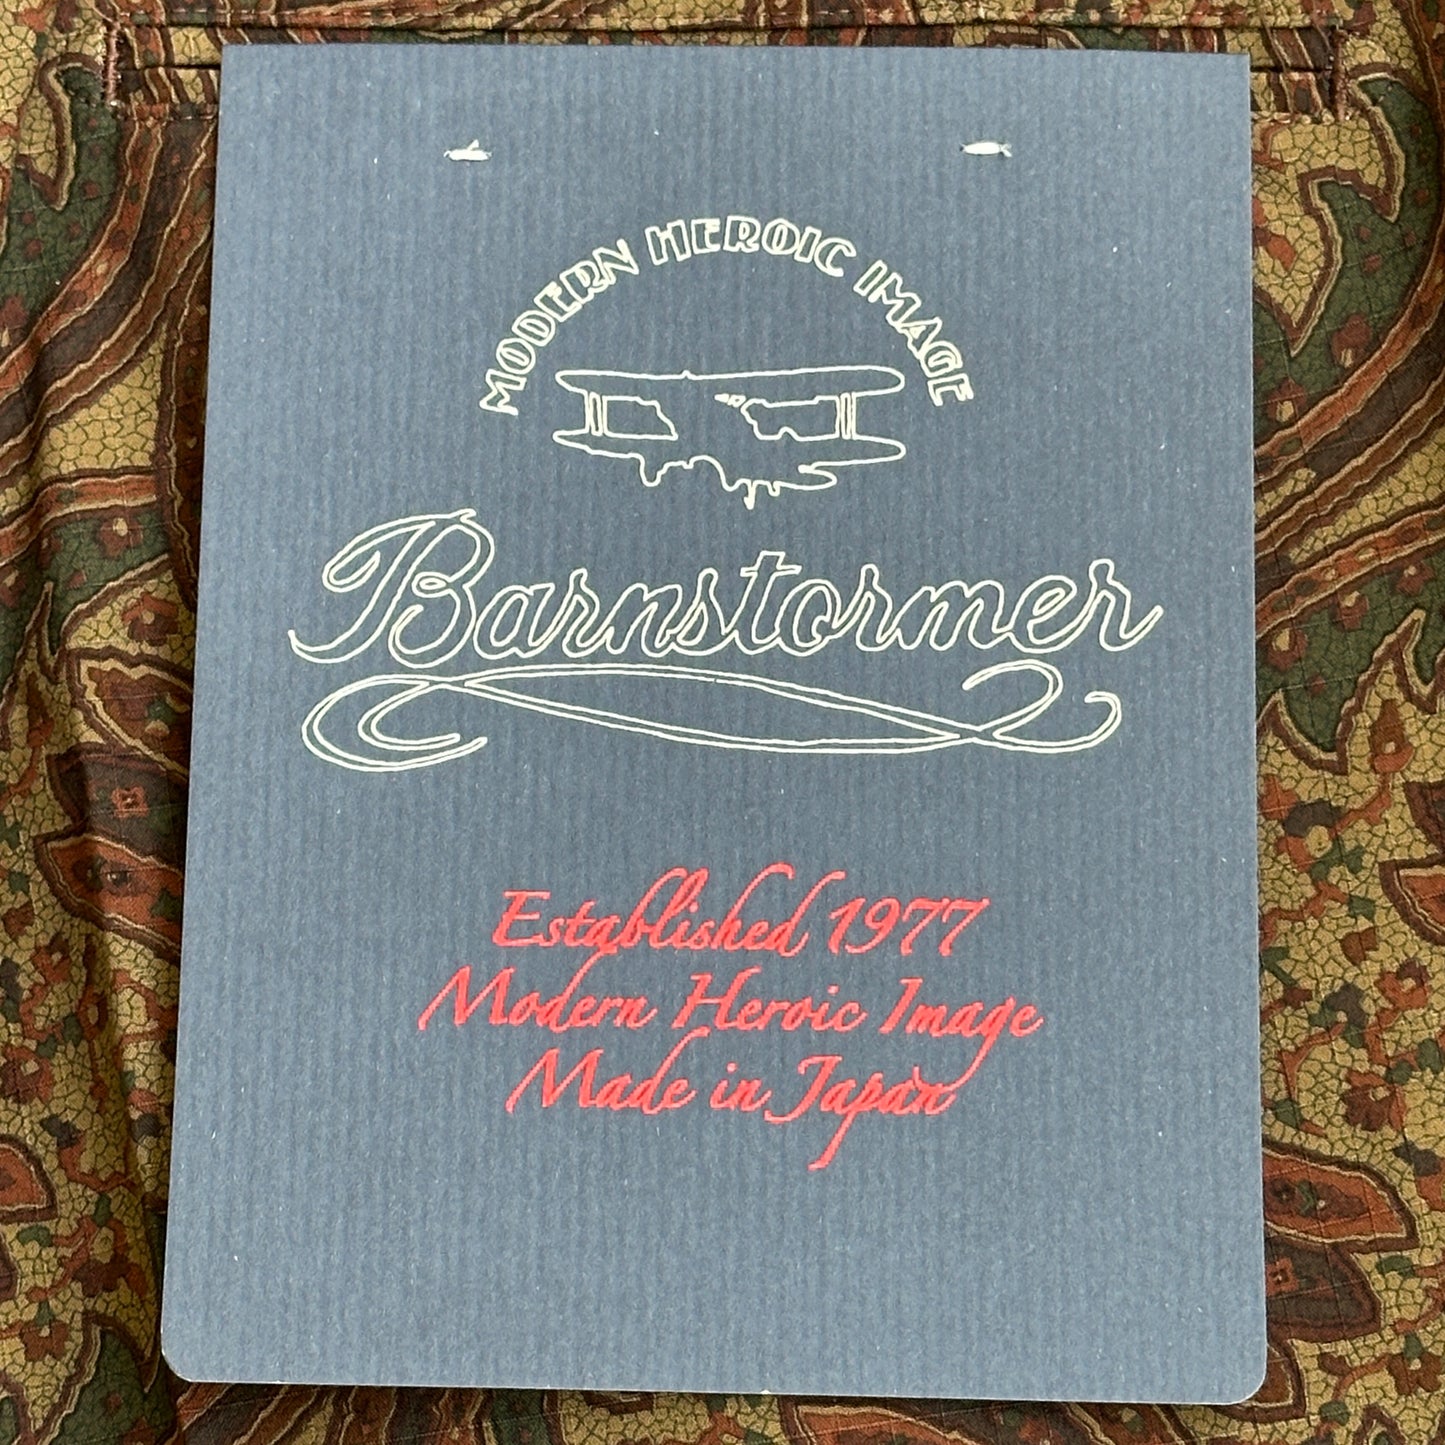 MODERN HEROIC IMAGE
Barnstormer
Established 1977
Modern Heroic Image
Made in Japan